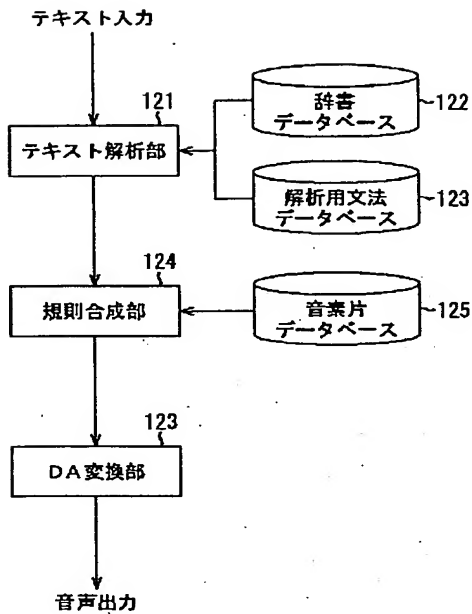 テキスト入力
121
テキスト解析部
辞書
データベース
122
解析用文法
データベース
123
124
規則合成部
音素片
データベース
125
123
DA変換部
音声出力